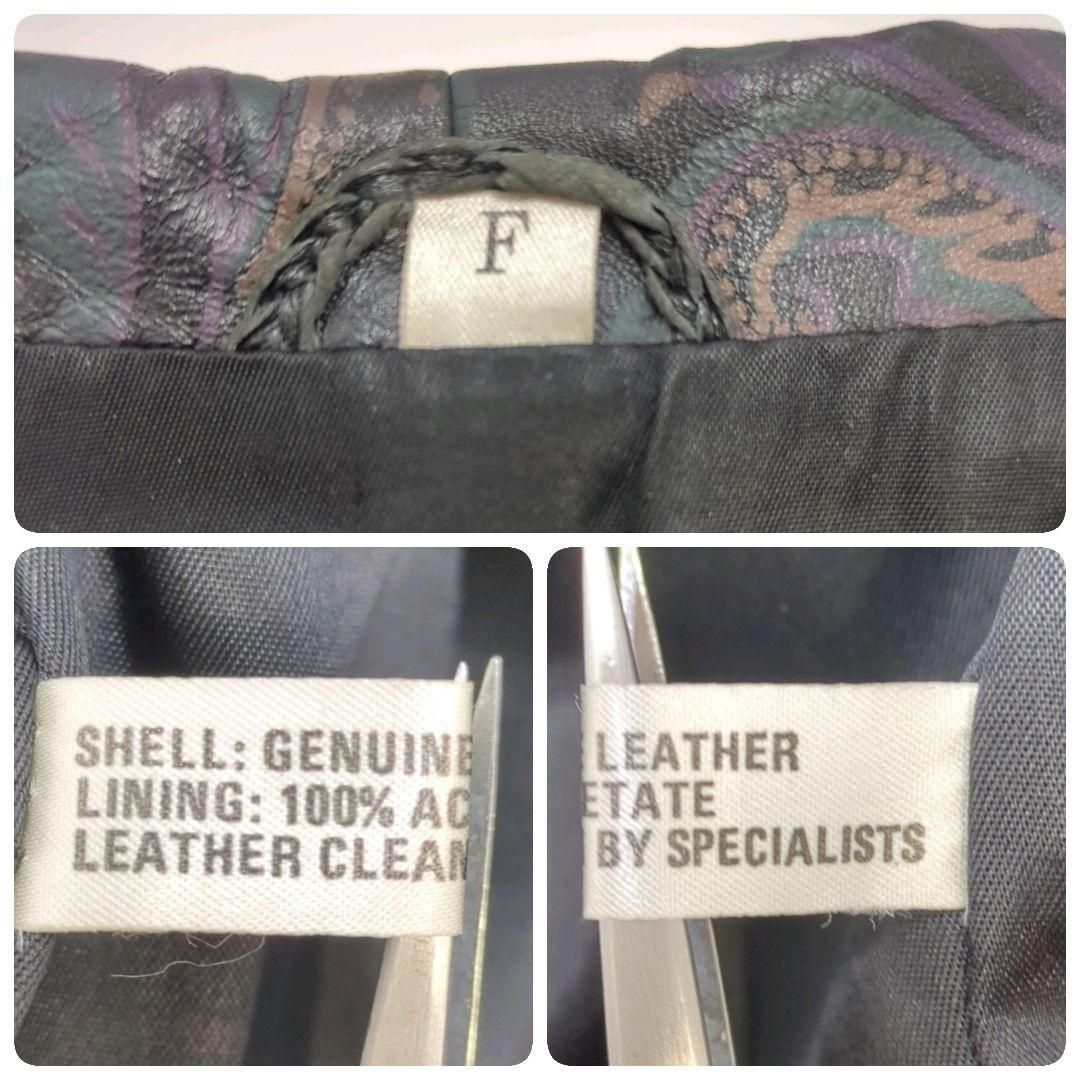 F
SHELL: GENUINE
LINING: 100% AC
LEATHER CLEAN
LEATHER
ETATE
BY SPECIALISTS